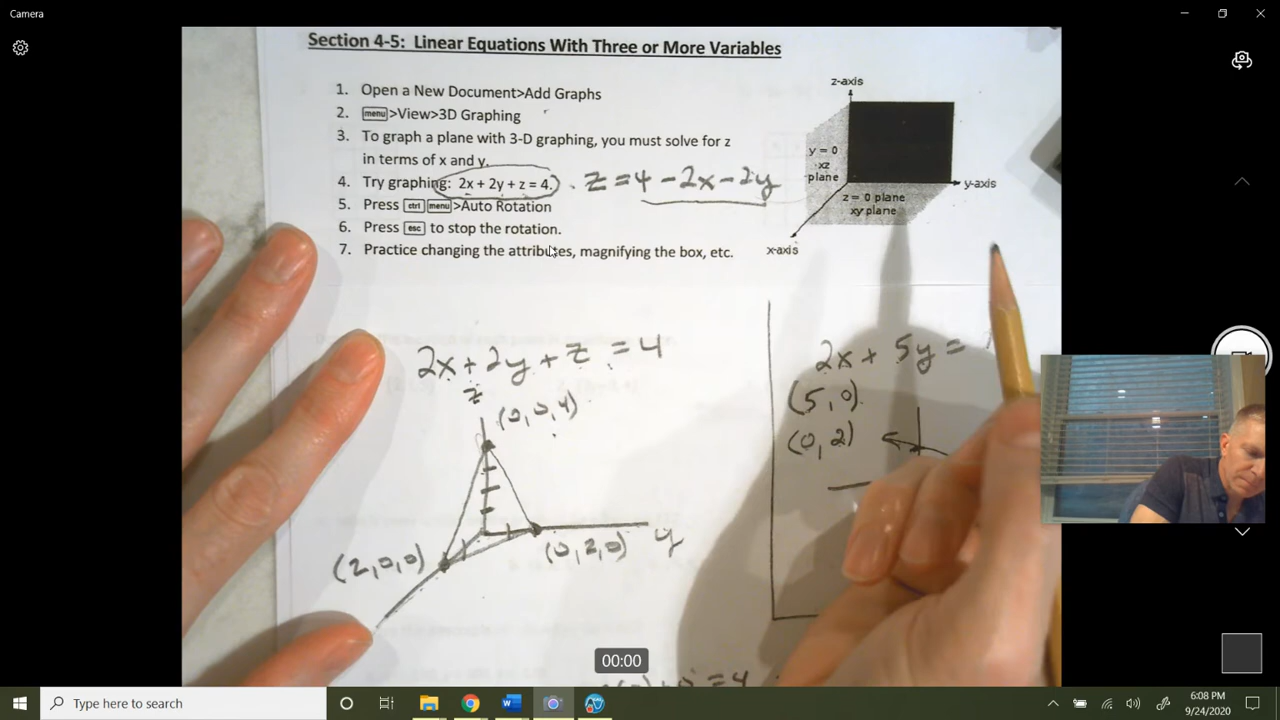 Camera
Section 4-5: Linear Equations With Three or More Variables
1. Open a New Document>Add Graphs
2. menu>View>3D Graphing
3. To graph a plane with 3-D graphing, you must solve for z
in terms of x and y.
4. Try graphing: 2x + 2y + z = 4. z = 4 - 2x - 2y
5. Press ctrl menu>Auto Rotation
6. Press esc to stop the rotation.
7. Practice changing the attributes, magnifying the box, etc.
z-axis
y = 0
xz
plane
y-axis
z = 0 plane
xy plane
x-axis
2x + 2y + z = 4
z
(0,0,4)
(2,0,0)
(0,2,0)
y
2x + 5y =
(5,0)
(0,2)
= 4
00:00
Type here to search
6:08 PM
9/24/2020